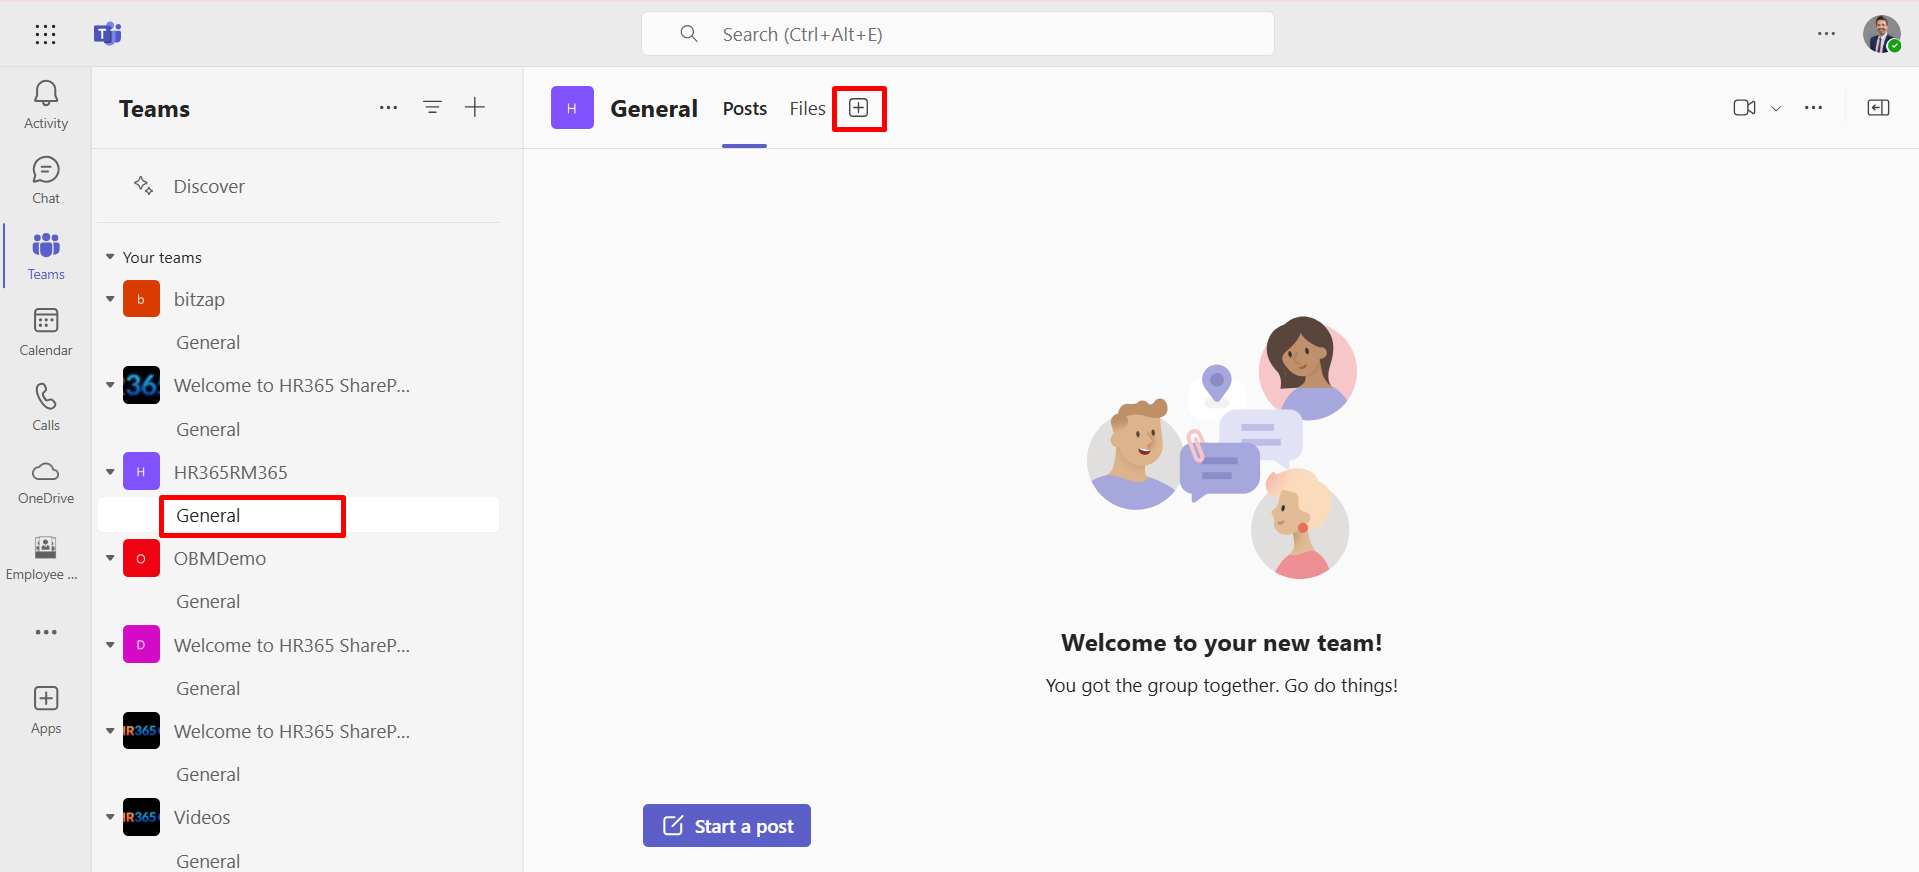 Search (Ctrl+Alt+E)
Activity
Chat
Teams
Calendar
Calls
OneDrive
Employee ...
Apps
Teams
Discover
Your teams
b bitzap
General
365 Welcome to HR365 ShareP...
General
H HR365RM365
General
O OBMDemo
General
D Welcome to HR365 ShareP...
General
HR365 Welcome to HR365 ShareP...
General
HR365 Videos
General
H General Posts Files
Welcome to your new team!
You got the group together. Go do things!
Start a post